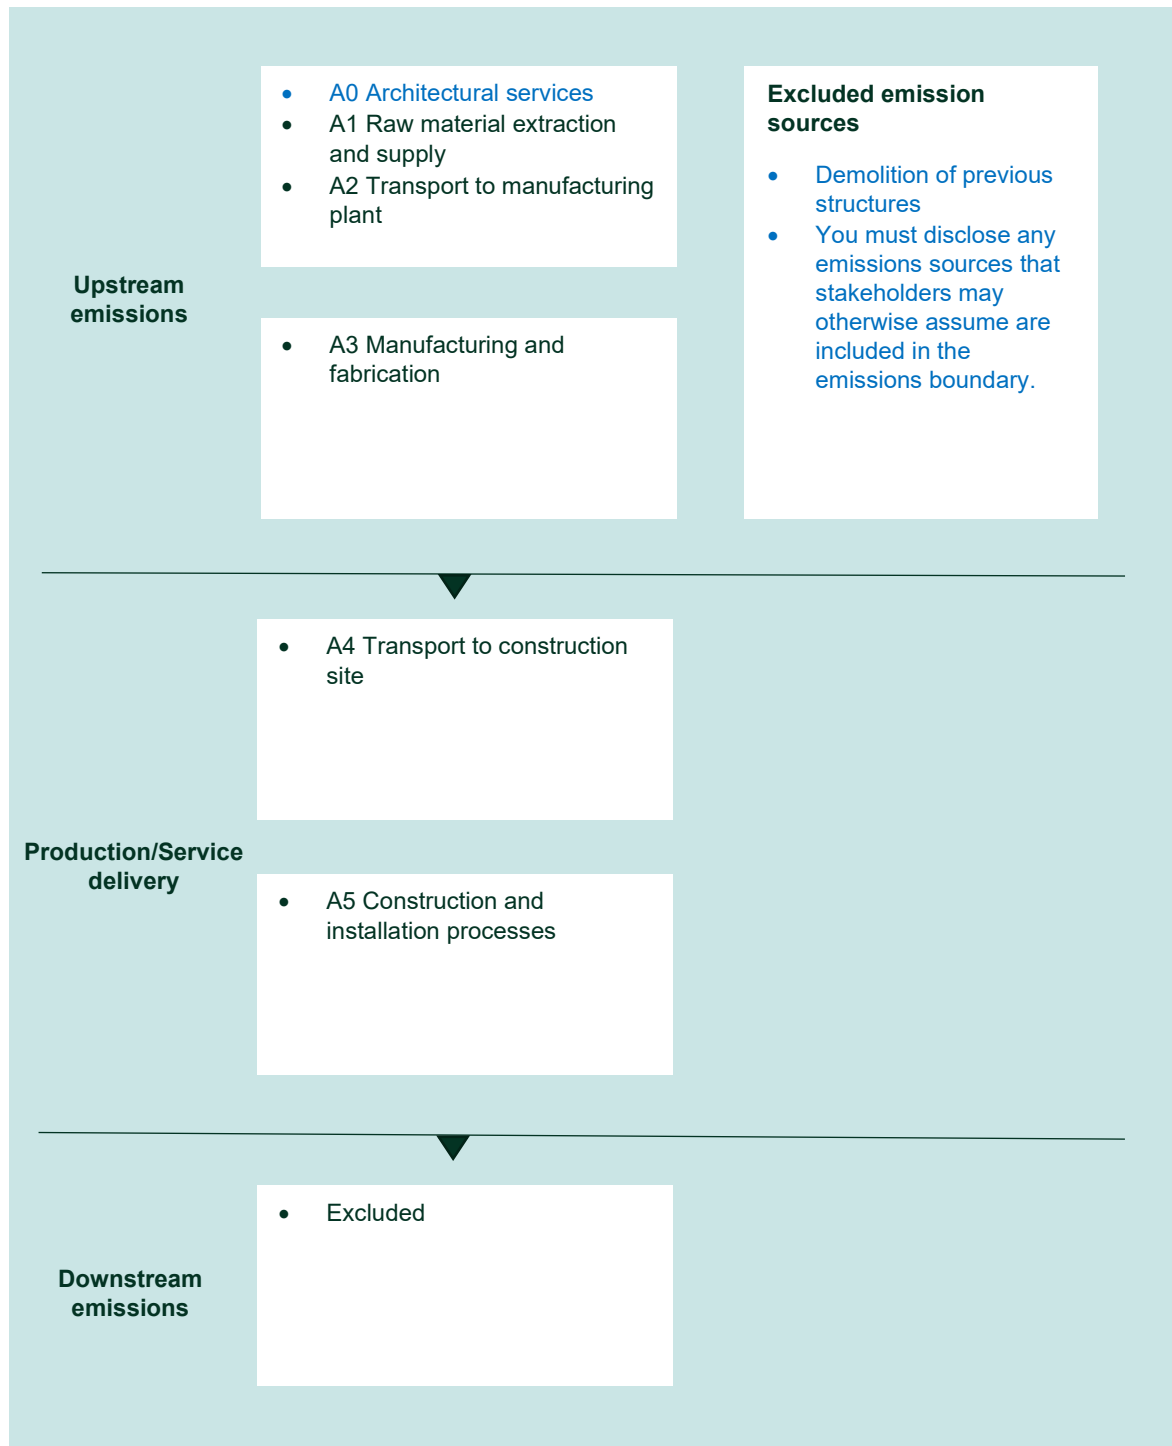 • A0 Architectural services
• A1 Raw material extraction
and supply
• A2 Transport to manufacturing
plant
Excluded emission
sources
• Demolition of previous
structures
• You must disclose any
emissions sources that
stakeholders may
otherwise assume are
included in the
emissions boundary.
Upstream
emissions
• A3 Manufacturing and
fabrication
• A4 Transport to construction
site
Production/Service
delivery
• A5 Construction and
installation processes
• Excluded
Downstream
emissions